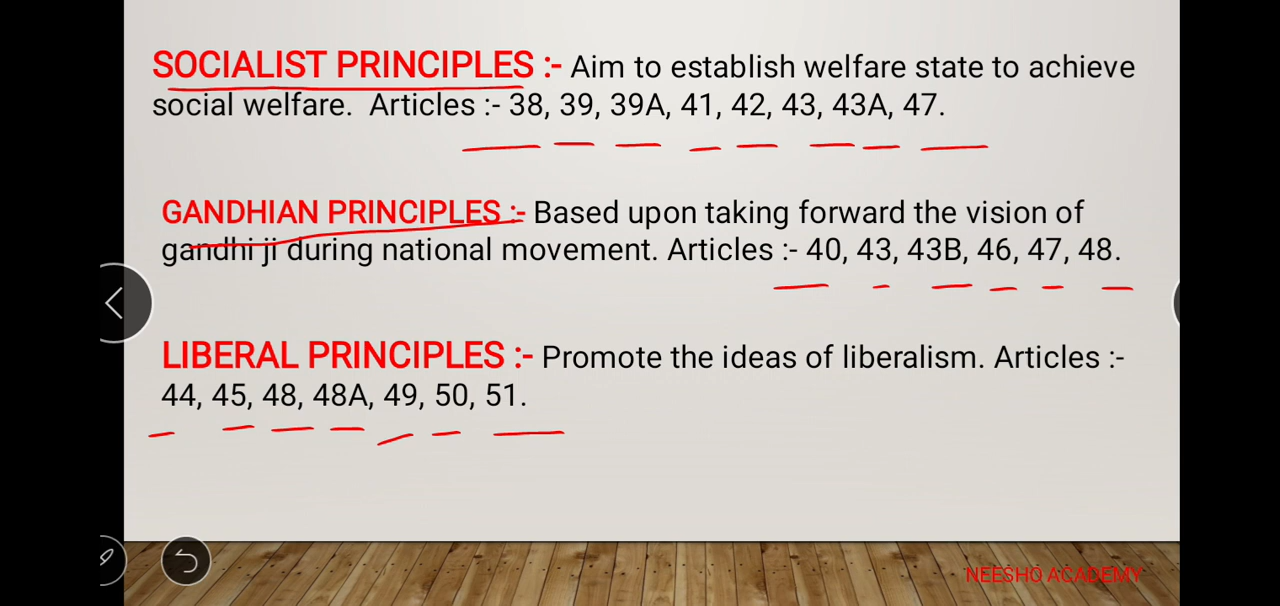 SOCIALIST PRINCIPLES :- Aim to establish welfare state to achieve
social welfare. Articles :- 38, 39, 39A, 41, 42, 43, 43A, 47.
GANDHIAN PRINCIPLES :- Based upon taking forward the vision of
gandhi ji during national movement. Articles :- 40, 43, 43B, 46, 47, 48.
LIBERAL PRINCIPLES :- Promote the ideas of liberalism. Articles :-
44, 45, 48, 48A, 49, 50, 51.
NEESHO ACADEMY